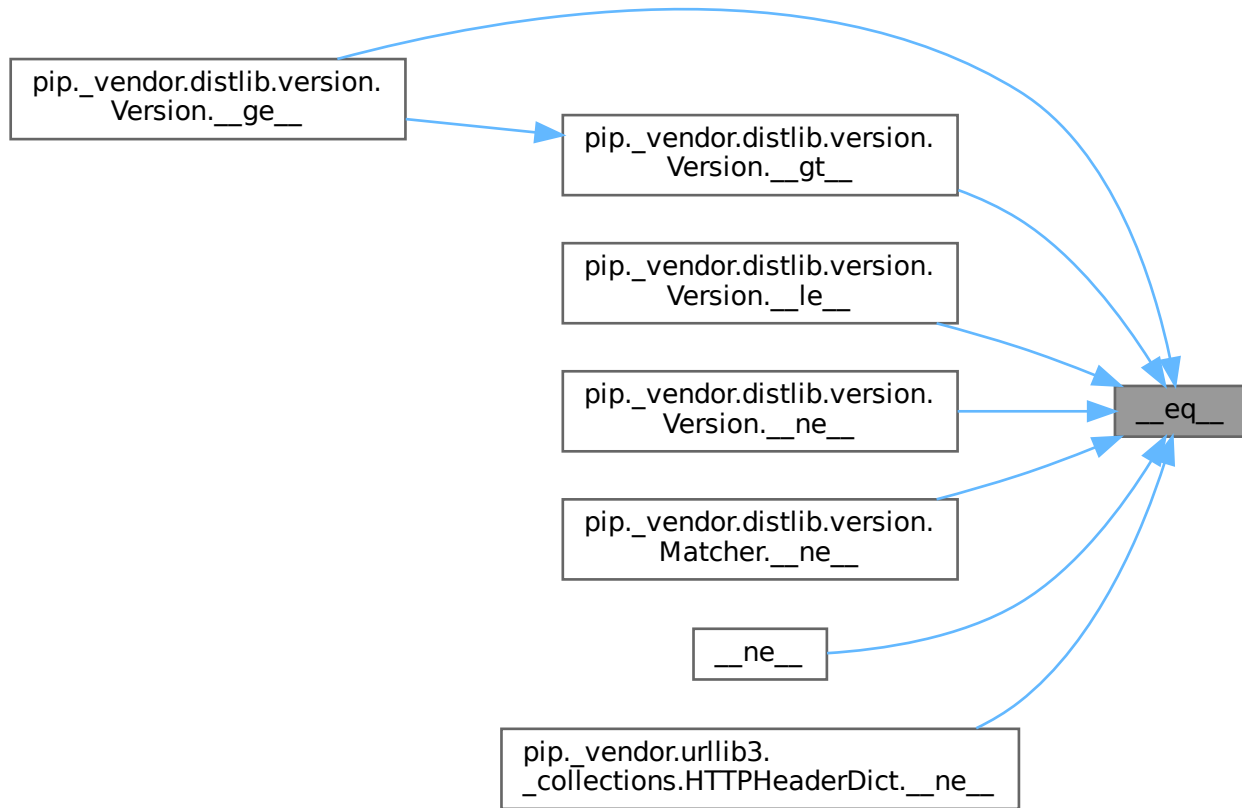 pip._vendor.distlib.version.
Version.__ge__
pip._vendor.distlib.version.
Version.__gt__
pip._vendor.distlib.version.
Version.__le__
pip._vendor.distlib.version.
Version.__ne__
__eq__
pip._vendor.distlib.version.
Matcher.__ne__
__ne__
pip._vendor.urllib3.
_collections.HTTPHeaderDict.__ne__